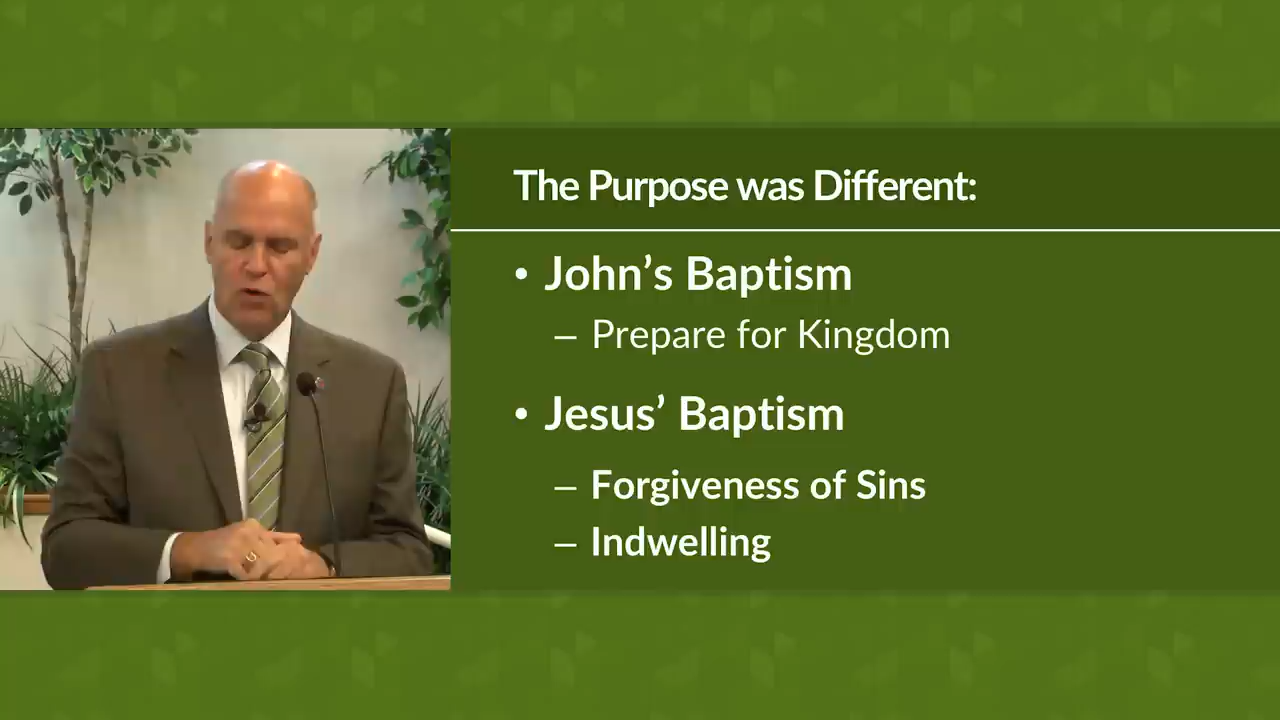 The Purpose was Different:
• John’s Baptism
– Prepare for Kingdom
• Jesus’ Baptism
– Forgiveness of Sins
– Indwelling